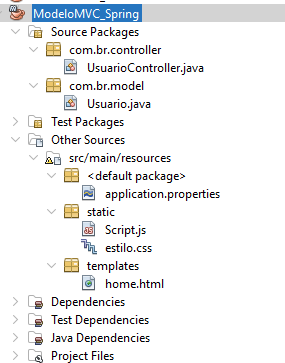 ModeloMVC_Spring
Source Packages
com.br.controller
UsuarioController.java
com.br.model
Usuario.java
Test Packages
Other Sources
src/main/resources
<default package>
application.properties
static
Script.js
estilo.css
templates
home.html
Dependencies
Test Dependencies
Java Dependencies
Project Files